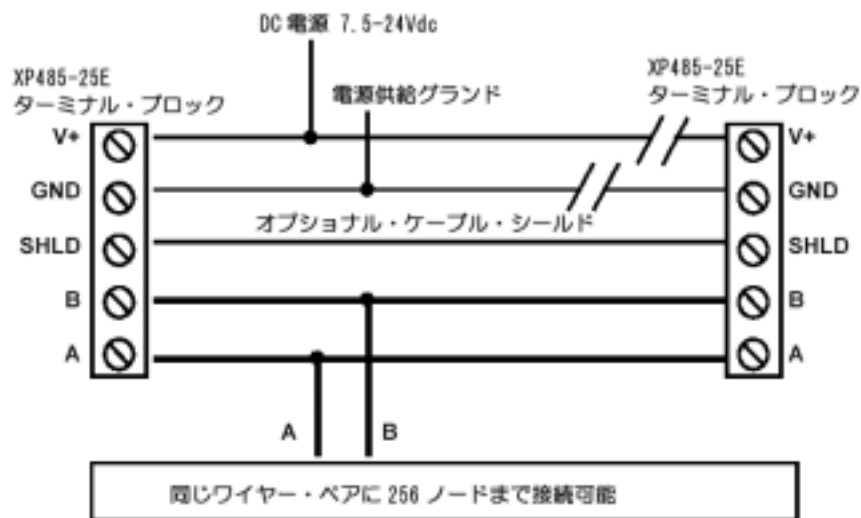 DC 電源 7.5-24Vdc
XP485-25E
ターミナル・ブロック
電源供給グランド
XP485-25E
ターミナル・ブロック
V+
V+
GND
GND
オプショナル・ケーブル・シールド
SHLD
SHLD
B
B
A
A
A
B
同じワイヤー・ペアに 256 ノードまで接続可能